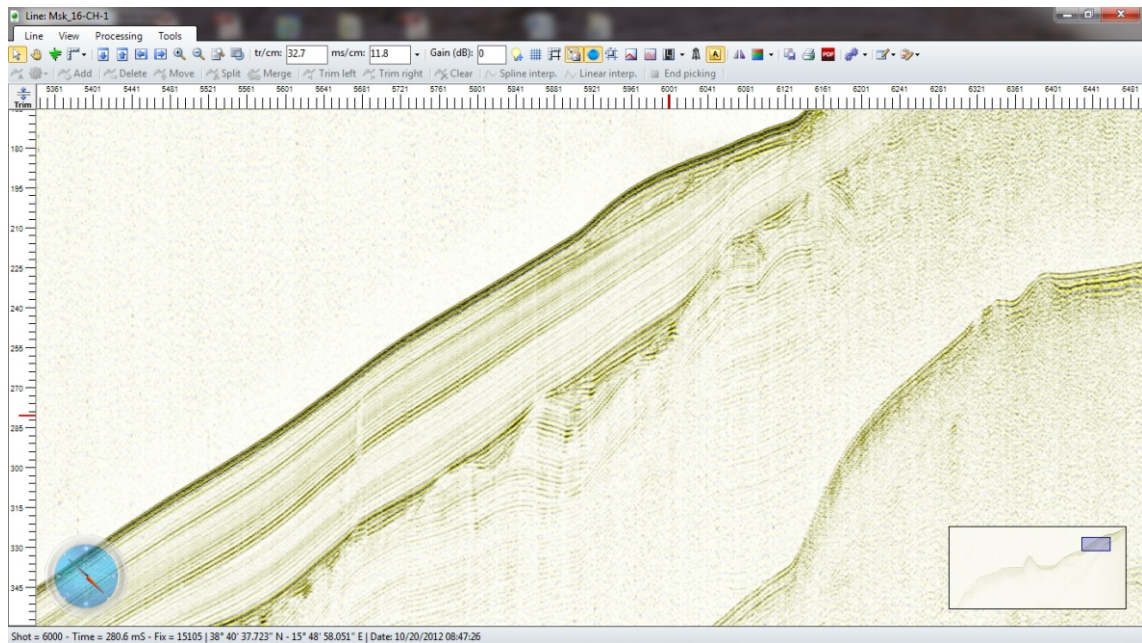 Line: Msk_16-CH-1
Line View Processing Tools
tr/cm: 32.7 ms/cm: 11.8 Gain (dB): 0 A PDF
Add Delete Move Split Merge Trim left Trim right Clear Spline interp. Linear interp. End picking
5361 5401 5441 5481 5521 5561 5601 5641 5681 5721 5761 5801 5841 5881 5921 5961 6001 6041 6081 6121 6161 6201 6241 6281 6321 6361 6401 6441 6481
Trim
180
195
210
225
240
255
270
285
300
315
330
345
Shot = 6000 - Time = 280.6 mS - Fix = 15105 | 38° 40' 37.723" N - 15° 48' 58.051" E | Date: 10/20/2012 08:47:26